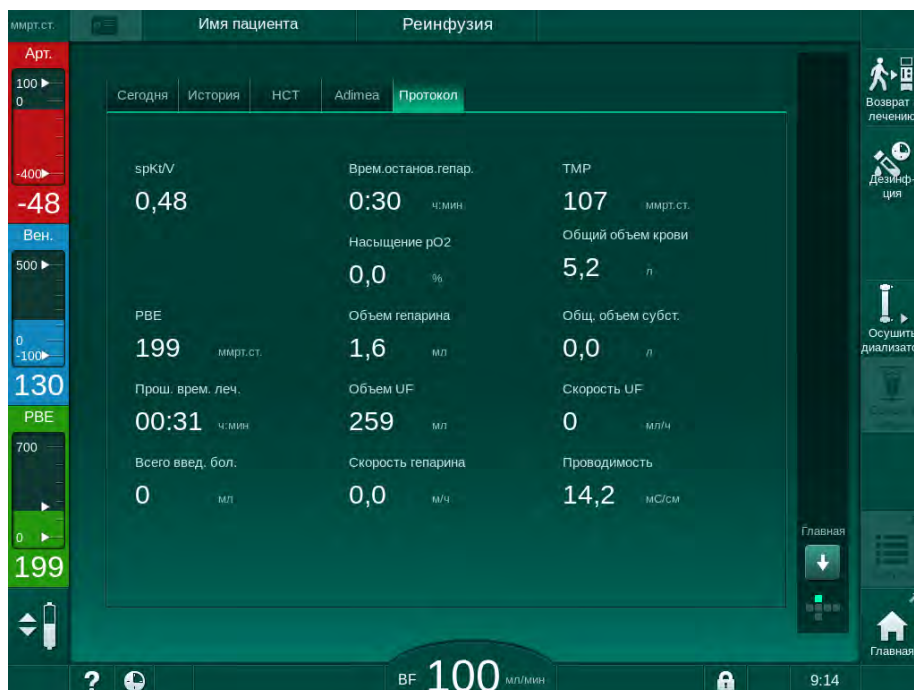 ммрт.ст.
Имя пациента
Реинфузия
Арт.
100
0
-400
-48
Вен.
500
0
-100
130
PBE
700
0
199
Сегодня
История
HCT
Adimea
Протокол
spKt/V
0,48
Врем.останов.гепар.
0:30 ч:мин
TMP
107 ммрт.ст.
Насыщение pO2
0,0 %
Общий объем крови
5,2 л
PBE
199 ммрт.ст.
Объем гепарина
1,6 мл
Общ. объем субст.
0,0 л
Прош. врем. леч.
00:31 ч:мин
Объем UF
259 мл
Скорость UF
0 мл/ч
Всего введ. бол.
0 мл
Скорость гепарина
0,0 м/ч
Проводимость
14,2 мС/см
Главная
Возврат
лечению
Дезинф-
ция
Осушить
диализато
Главная
?
BF 100 мл/мин
9:14